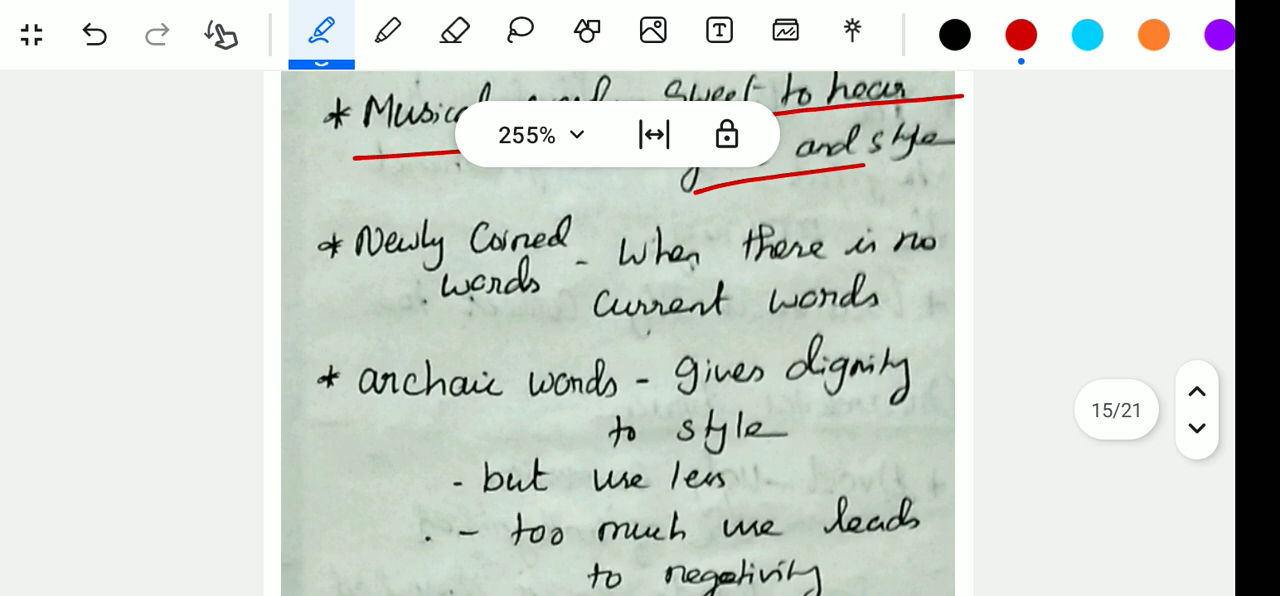 * Musical sweet to hear
255%
and style
* Newly Coined - when there is no
words current words
* archaic words - gives dignity
to style
- but use less
- too much use leads
to negativity
15/21